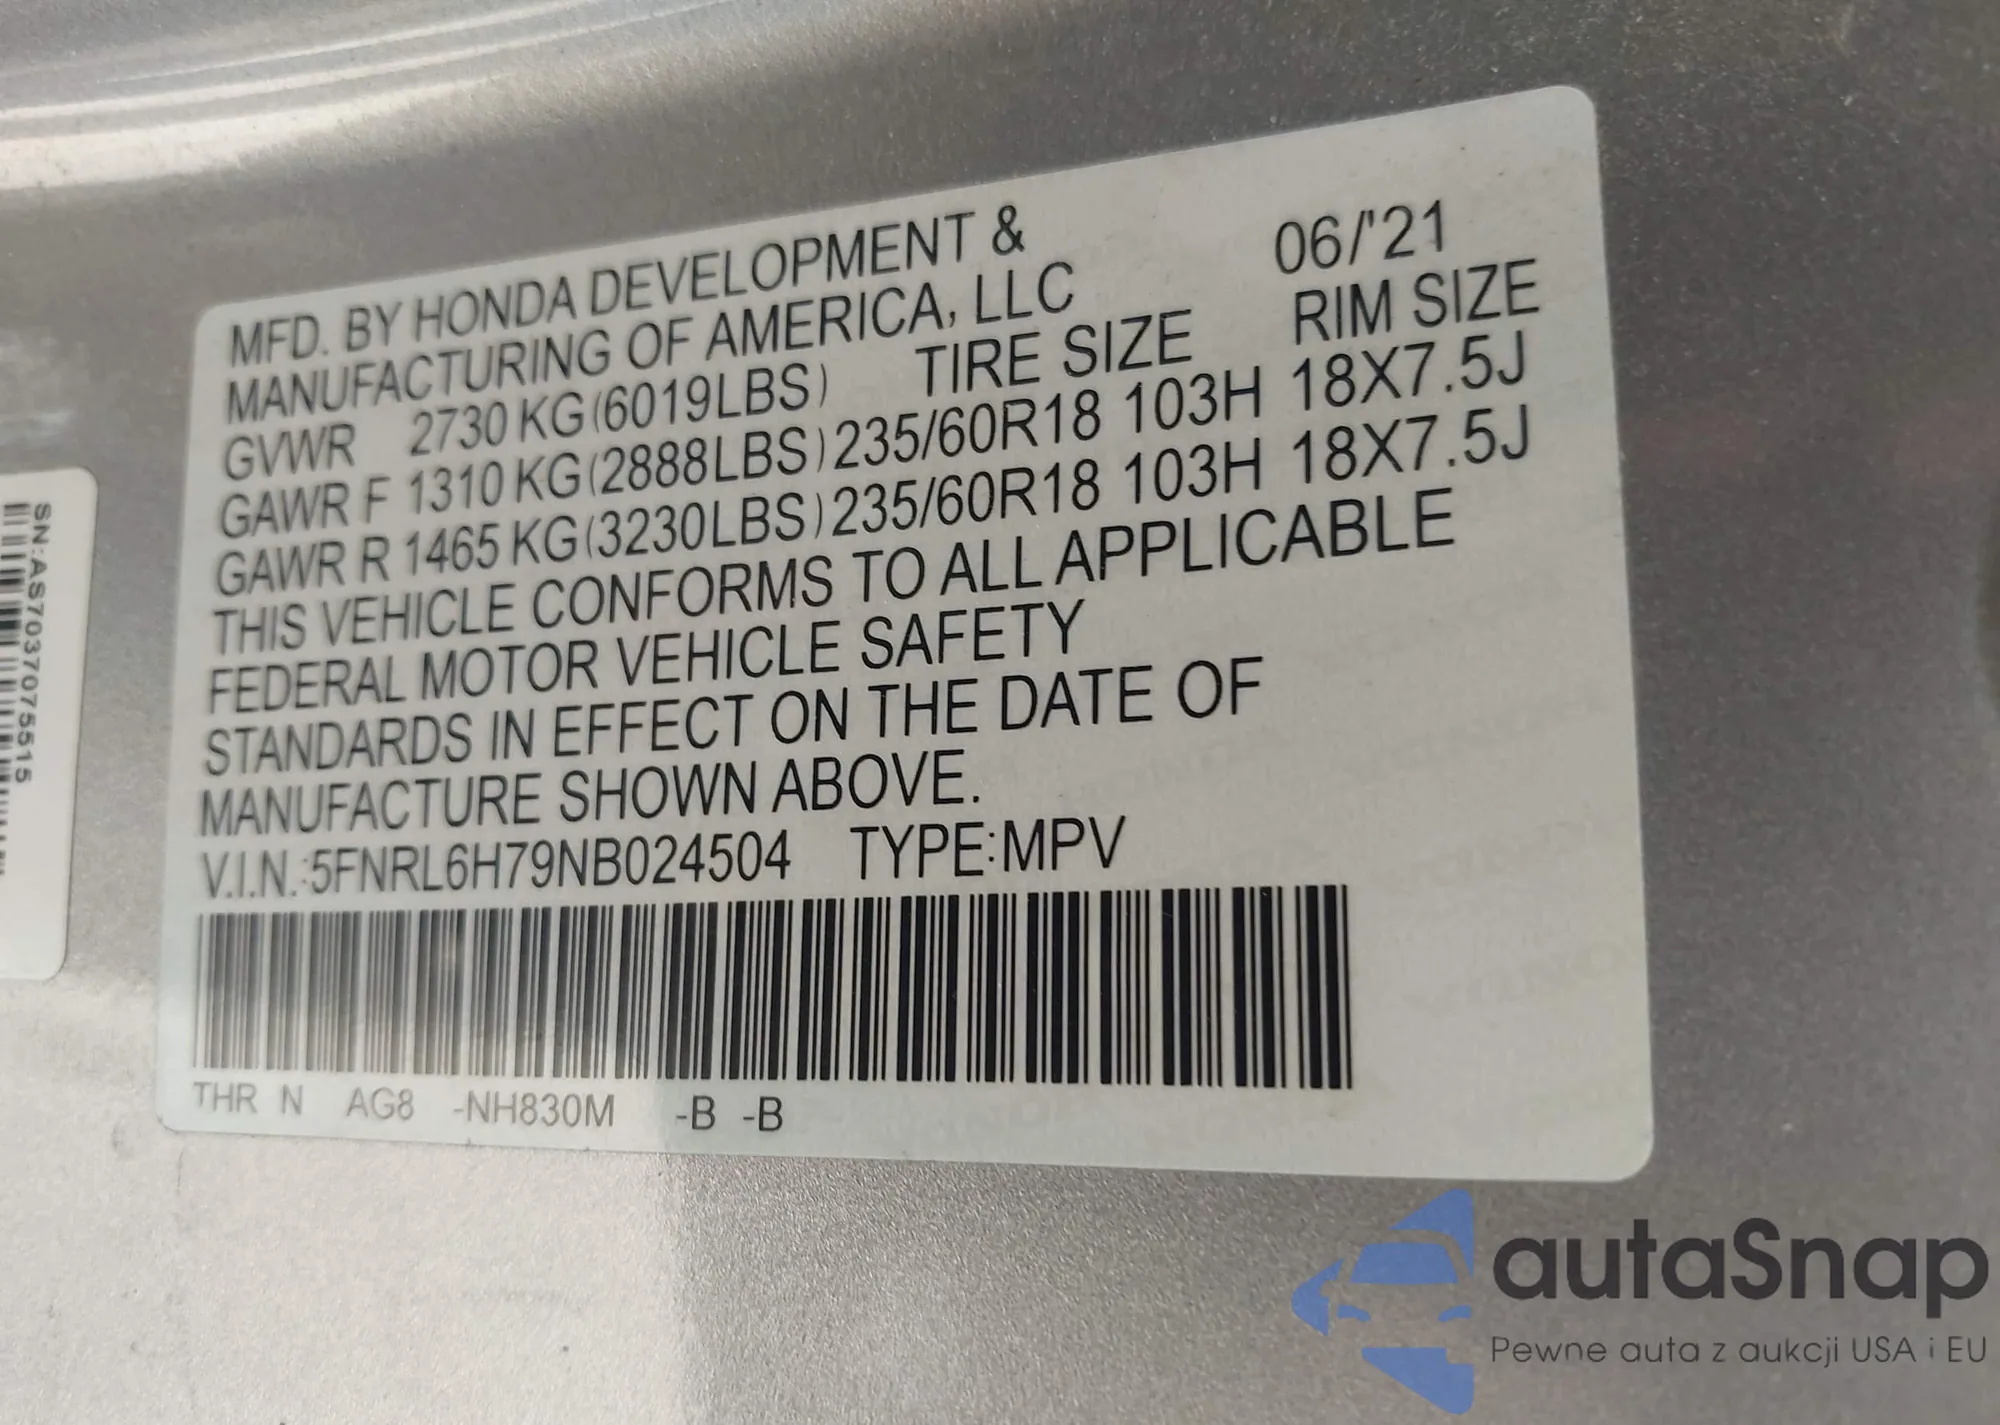 MFD. BY HONDA DEVELOPMENT & 06/'21
MANUFACTURING OF AMERICA, LLC
GVWR 2730 KG(6019LBS) TIRE SIZE RIM SIZE
GAWR F 1310 KG(2888LBS)235/60R18 103H 18X7.5J
GAWR R 1465 KG(3230LBS)235/60R18 103H 18X7.5J
THIS VEHICLE CONFORMS TO ALL APPLICABLE
FEDERAL MOTOR VEHICLE SAFETY
STANDARDS IN EFFECT ON THE DATE OF
MANUFACTURE SHOWN ABOVE.
V.I.N.:5FNRL6H79NB024504 TYPE:MPV
THR N AG8 -NH830M -B -B
SN:AS7037075515
autaSnap
Pewne auta z aukcji USA i EU